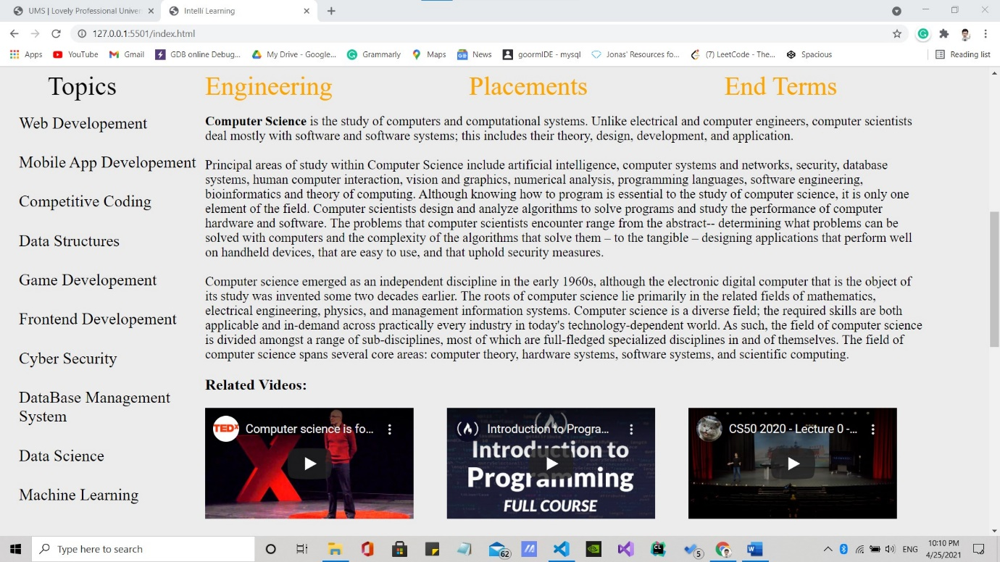 UMS | Lovely Professional Univer
Intelli Learning
127.0.0.1:5501/index.html
Apps
YouTube
Gmail
GDB online Debug...
My Drive - Google...
Grammarly
Maps
News
goormIDE - mysql
Jonas' Resources fo...
(7) LeetCode - The...
Spacious
Reading list
Topics
Web Developement
Mobile App Developement
Competitive Coding
Data Structures
Game Developement
Frontend Developement
Cyber Security
DataBase Management
System
Data Science
Machine Learning
Engineering
Placements
End Terms
Computer Science is the study of computers and computational systems. Unlike electrical and computer engineers, computer scientists
deal mostly with software and software systems; this includes their theory, design, development, and application.
Principal areas of study within Computer Science include artificial intelligence, computer systems and networks, security, database
systems, human computer interaction, vision and graphics, numerical analysis, programming languages, software engineering,
bioinformatics and theory of computing. Although knowing how to program is essential to the study of computer science, it is only one
element of the field. Computer scientists design and analyze algorithms to solve programs and study the performance of computer
hardware and software. The problems that computer scientists encounter range from the abstract-- determining what problems can be
solved with computers and the complexity of the algorithms that solve them – to the tangible – designing applications that perform well
on handheld devices, that are easy to use, and that uphold security measures.
Computer science emerged as an independent discipline in the early 1960s, although the electronic digital computer that is the object of
its study was invented some two decades earlier. The roots of computer science lie primarily in the related fields of mathematics,
electrical engineering, physics, and management information systems. Computer science is a diverse field; the required skills are both
applicable and in-demand across practically every industry in today's technology-dependent world. As such, the field of computer science
is divided amongst a range of sub-disciplines, most of which are full-fledged specialized disciplines in and of themselves. The field of
computer science spans several core areas: computer theory, hardware systems, software systems, and scientific computing.
Related Videos:
TEDx
Computer science is fo...
Introduction to Progra...
Introduction to
Programming
FULL COURSE
CS50 2020 - Lecture 0 -...
Type here to search
62
5
ENG
10:10 PM
4/25/2021